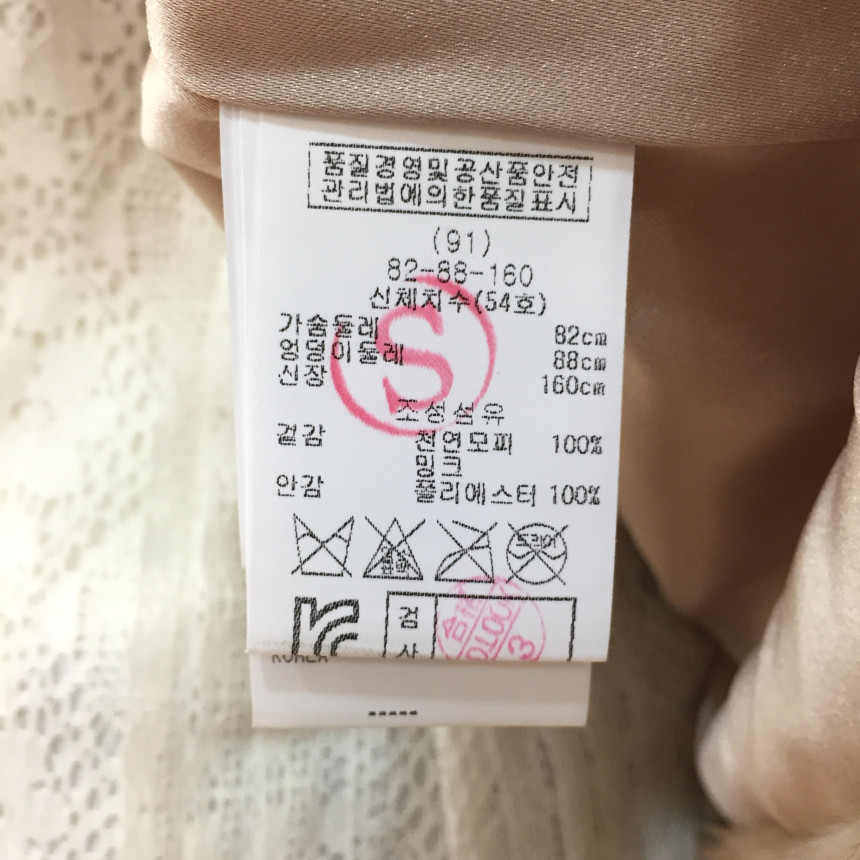 품질경영및공산품안전
관리법에의한품질표시
(91)
82-88-160
신체치수(54호)
S
가슴둘레 82cm
엉덩이둘레 88cm
신장 160cm
조성섬유
겉감 천연모피 100%
밍크
안감 폴리에스터 100%
드라이
검
사
KOREA